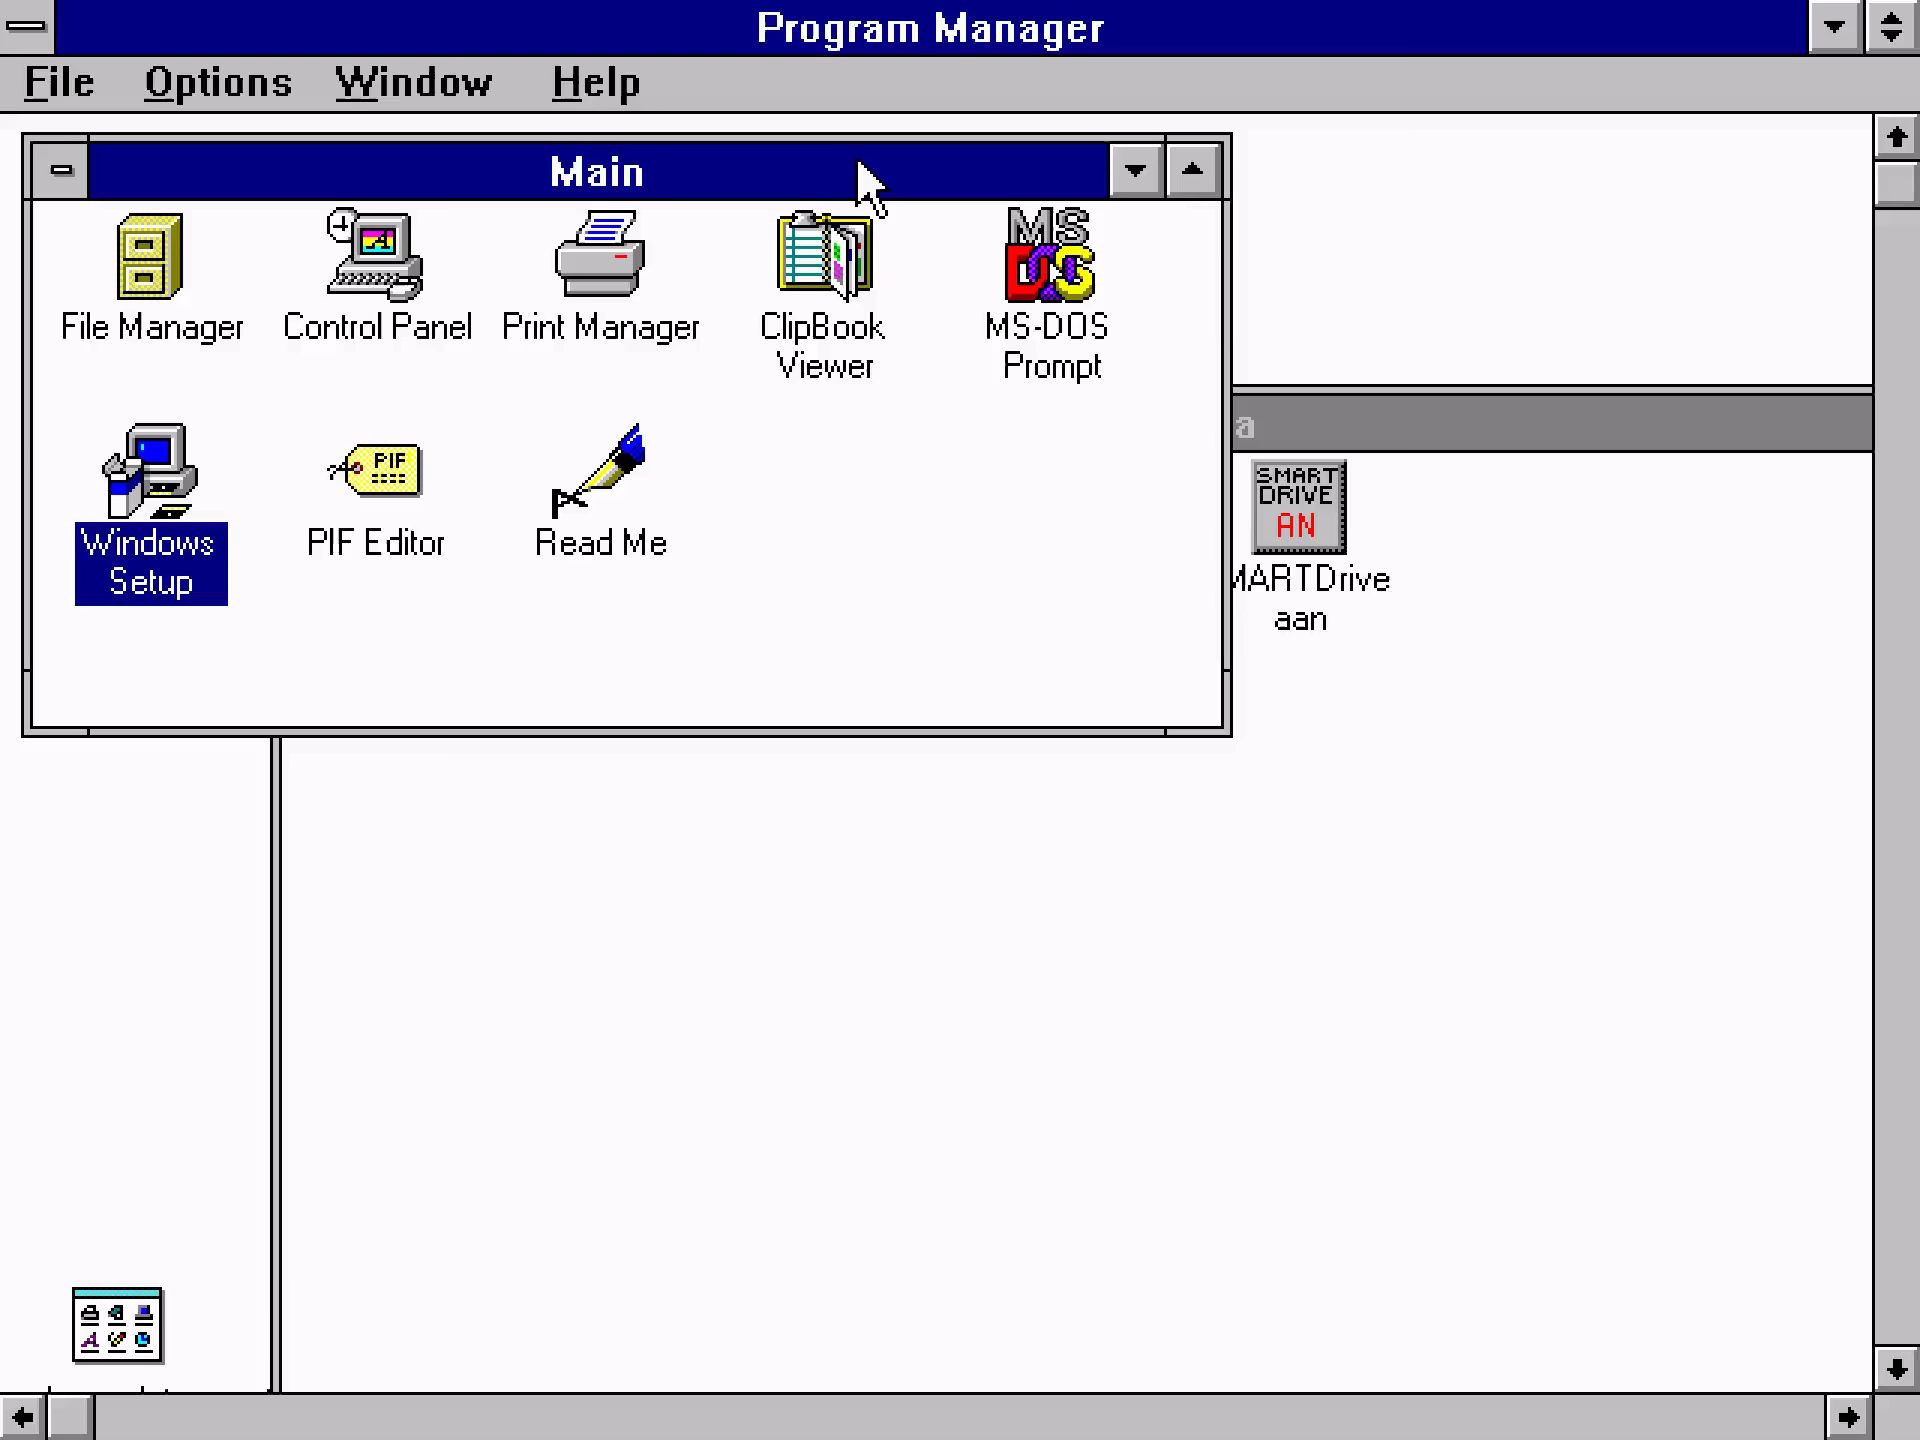 Program Manager
File Options Window Help
Main
File Manager
Control Panel
Print Manager
ClipBook
Viewer
MS-DOS
Prompt
MS
DOS
Windows
Setup
PIF
PIF Editor
Read Me
a
SMART
DRIVE
AN
MARTDrive
aan